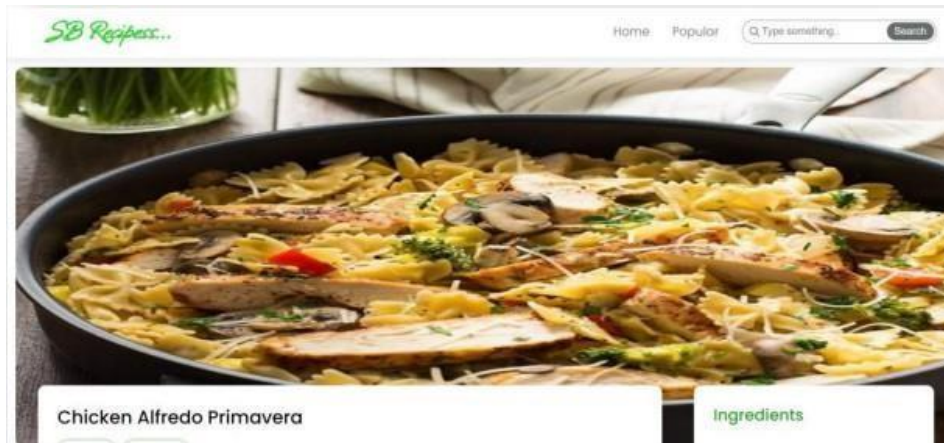 SB Recipess...
Home Popular Type something.. Search
Chicken Alfredo Primavera
Ingredients